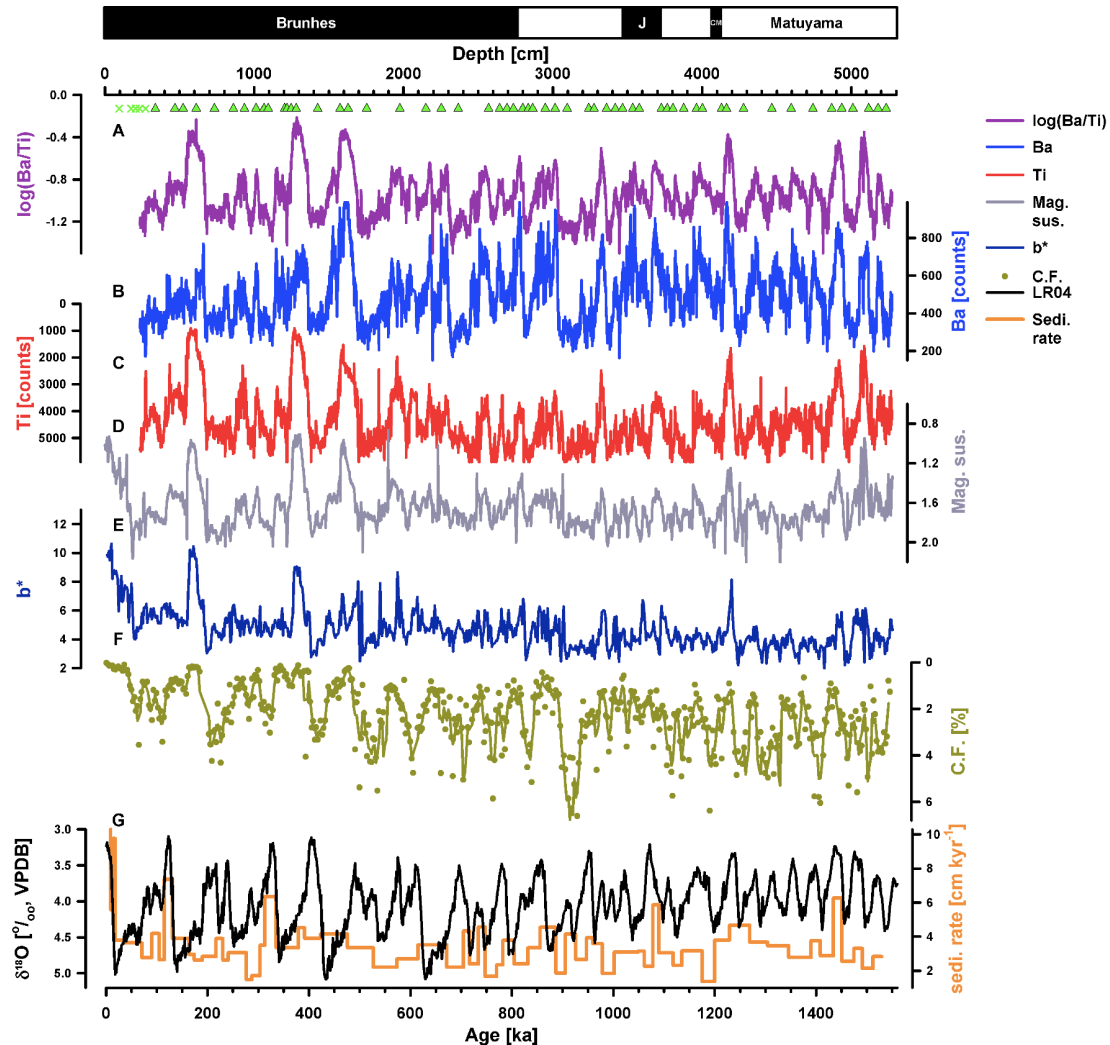 Brunhes J CM Matuyama
Depth [cm]
0 1000 2000 3000 4000 5000
0.0
-0.4
-0.8
-1.2
log(Ba/Ti)
A
800
600
400
200
Ba [counts]
B
0
1000
2000
3000
4000
5000
Ti [counts]
C
D
0.8
1.2
1.6
2.0
Mag. sus.
E
12
10
8
6
4
2
b*
F
0
2
4
6
C.F. [%]
G
3.0
3.5
4.0
4.5
5.0
δ18O [0/00, VPDB]
10
8
6
4
2
sedi. rate [cm kyr-1]
0 200 400 600 800 1000 1200 1400
Age [ka]
log(Ba/Ti)
Ba
Ti
Mag.
sus.
b*
C.F.
LR04
Sedi.
rate